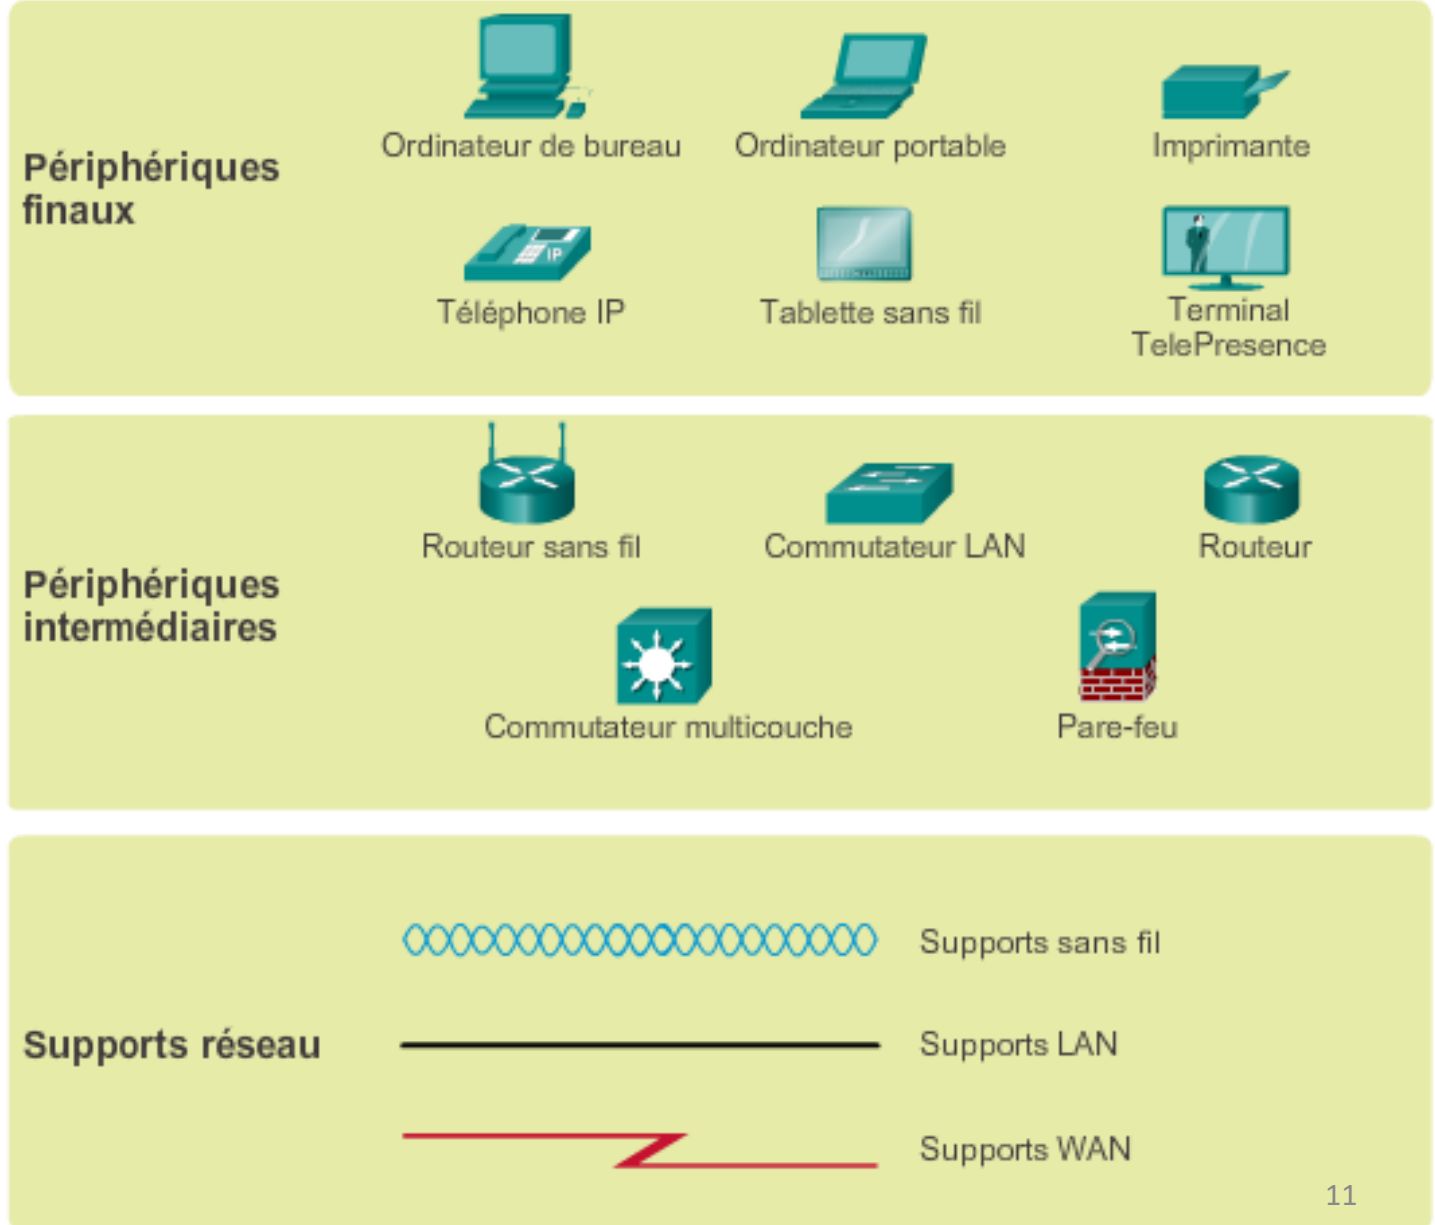 Périphériques
finaux
Ordinateur de bureau
Ordinateur portable
Imprimante
IP
Téléphone IP
Tablette sans fil
Terminal
TelePresence
Périphériques
intermédiaires
Routeur sans fil
Commutateur LAN
Routeur
Commutateur multicouche
Pare-feu
Supports réseau
Supports sans fil
Supports LAN
Supports WAN
11